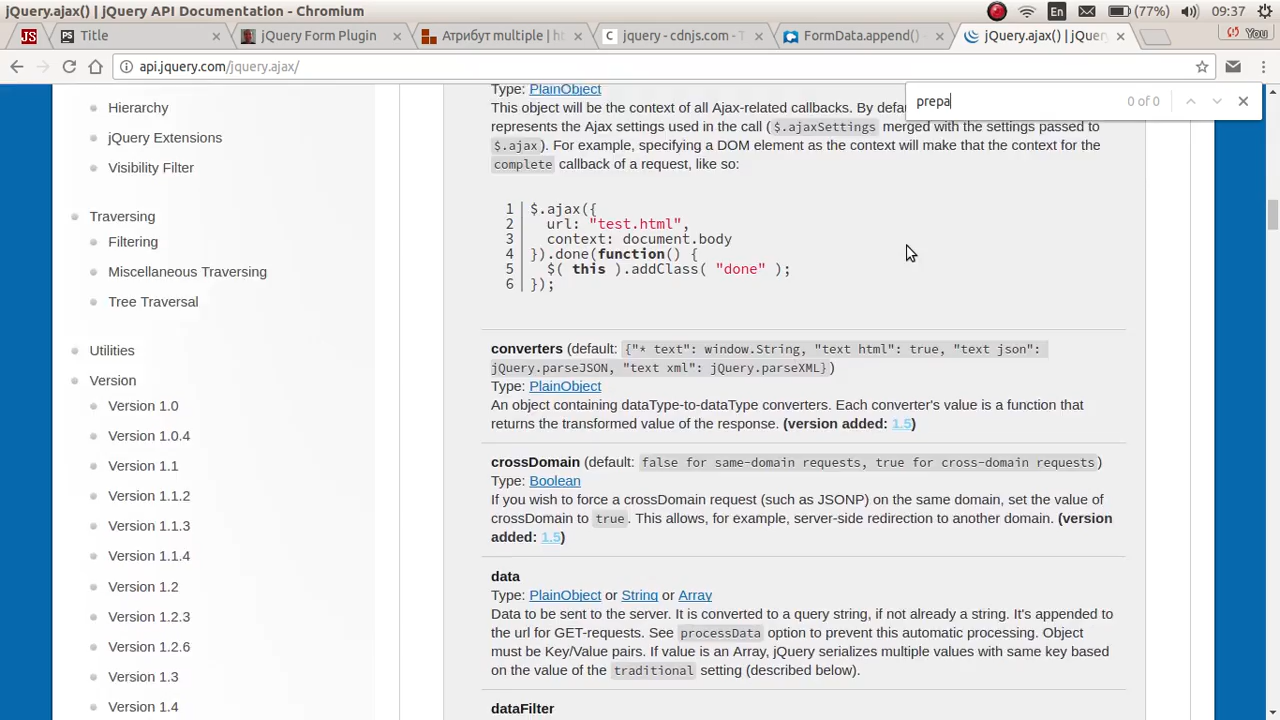 jQuery.ajax() | jQuery API Documentation - Chromium
En
(77%)
09:37
JS
Title
jQuery Form Plugin
Атрибут multiple | h
jquery - cdnjs.com - T
FormData.append() -
jQuery.ajax() | jQuery
You
api.jquery.com/jquery.ajax/
prepa
0 of 0
Hierarchy
jQuery Extensions
Visibility Filter
Traversing
Filtering
Miscellaneous Traversing
Tree Traversal
Utilities
Version
Version 1.0
Version 1.0.4
Version 1.1
Version 1.1.2
Version 1.1.3
Version 1.1.4
Version 1.2
Version 1.2.3
Version 1.2.6
Version 1.3
Version 1.4
Type: PlainObject
This object will be the context of all Ajax-related callbacks. By defa
represents the Ajax settings used in the call ($.ajaxSettings merged with the settings passed to
$.ajax). For example, specifying a DOM element as the context will make that the context for the
complete callback of a request, like so:
1 $.ajax({
2 url: "test.html",
3 context: document.body
4 }).done(function() {
5 $( this ).addClass( "done" );
6 });
converters (default: {"* text": window.String, "text html": true, "text json":
jQuery.parseJSON, "text xml": jQuery.parseXML})
Type: PlainObject
An object containing dataType-to-dataType converters. Each converter's value is a function that
returns the transformed value of the response. (version added: 1.5)
crossDomain (default: false for same-domain requests, true for cross-domain requests)
Type: Boolean
If you wish to force a crossDomain request (such as JSONP) on the same domain, set the value of
crossDomain to true. This allows, for example, server-side redirection to another domain. (version
added: 1.5)
data
Type: PlainObject or String or Array
Data to be sent to the server. It is converted to a query string, if not already a string. It's appended to
the url for GET-requests. See processData option to prevent this automatic processing. Object
must be Key/Value pairs. If value is an Array, jQuery serializes multiple values with same key based
on the value of the traditional setting (described below).
dataFilter